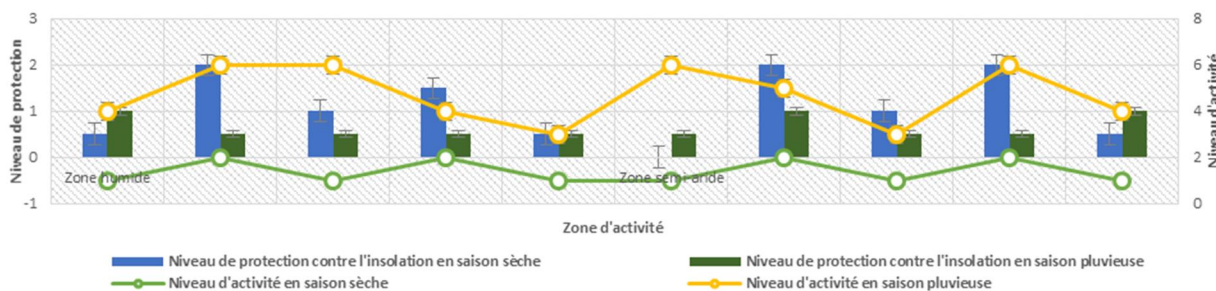 3
2
1
0
-1
Niveau de protection
8
6
4
2
0
Niveau d'activité
Zone humide
Zone semi-aride
Zone d'activité
Niveau de protection contre l'insolation en saison sèche
Niveau de protection contre l'insolation en saison pluvieuse
Niveau d'activité en saison sèche
Niveau d'activité en saison pluvieuse